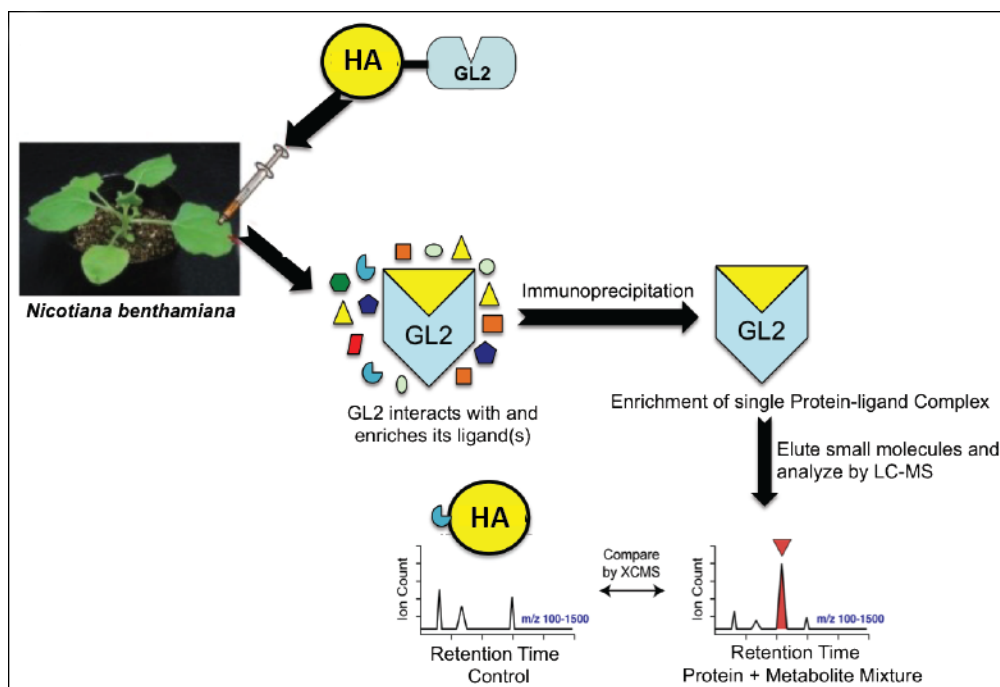 HA
GL2
Nicotiana benthamiana
GL2
GL2 interacts with and
enriches its ligand(s)
Immunoprecipitation
GL2
Enrichment of single Protein-ligand Complex
Elute small molecules and
analyze by LC-MS
HA
Ion Count
m/z 100-1500
Retention Time
Control
Compare
by XCMS
Ion Count
m/z 100-1500
Retention Time
Protein + Metabolite Mixture